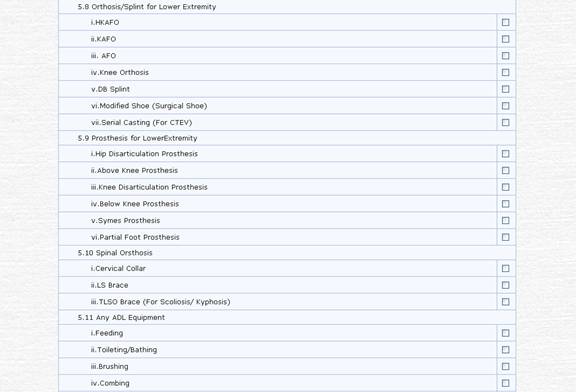 5.8 Orthosis/Splint for Lower Extremity
i.HKAFO
ii.KAFO
iii. AFO
iv.Knee Orthosis
v.DB Splint
vi.Modified Shoe (Surgical Shoe)
vii.Serial Casting (For CTEV)
5.9 Prosthesis for LowerExtremity
i.Hip Disarticulation Prosthesis
ii.Above Knee Prosthesis
iii.Knee Disarticulation Prosthesis
iv.Below Knee Prosthesis
v.Symes Prosthesis
vi.Partial Foot Prosthesis
5.10 Spinal Orsthosis
i.Cervical Collar
ii.LS Brace
iii.TLSO Brace (For Scoliosis/ Kyphosis)
5.11 Any ADL Equipment
i.Feeding
ii.Toileting/Bathing
iii.Brushing
iv.Combing